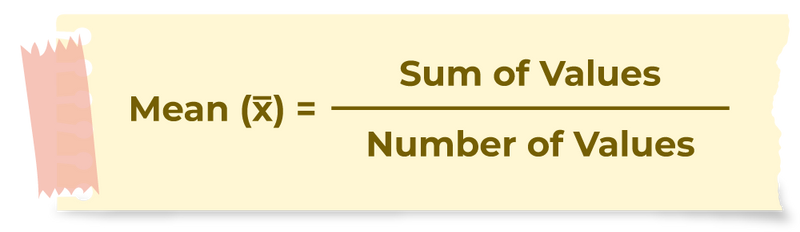 Mean (x̅) = Sum of Values
Number of Values